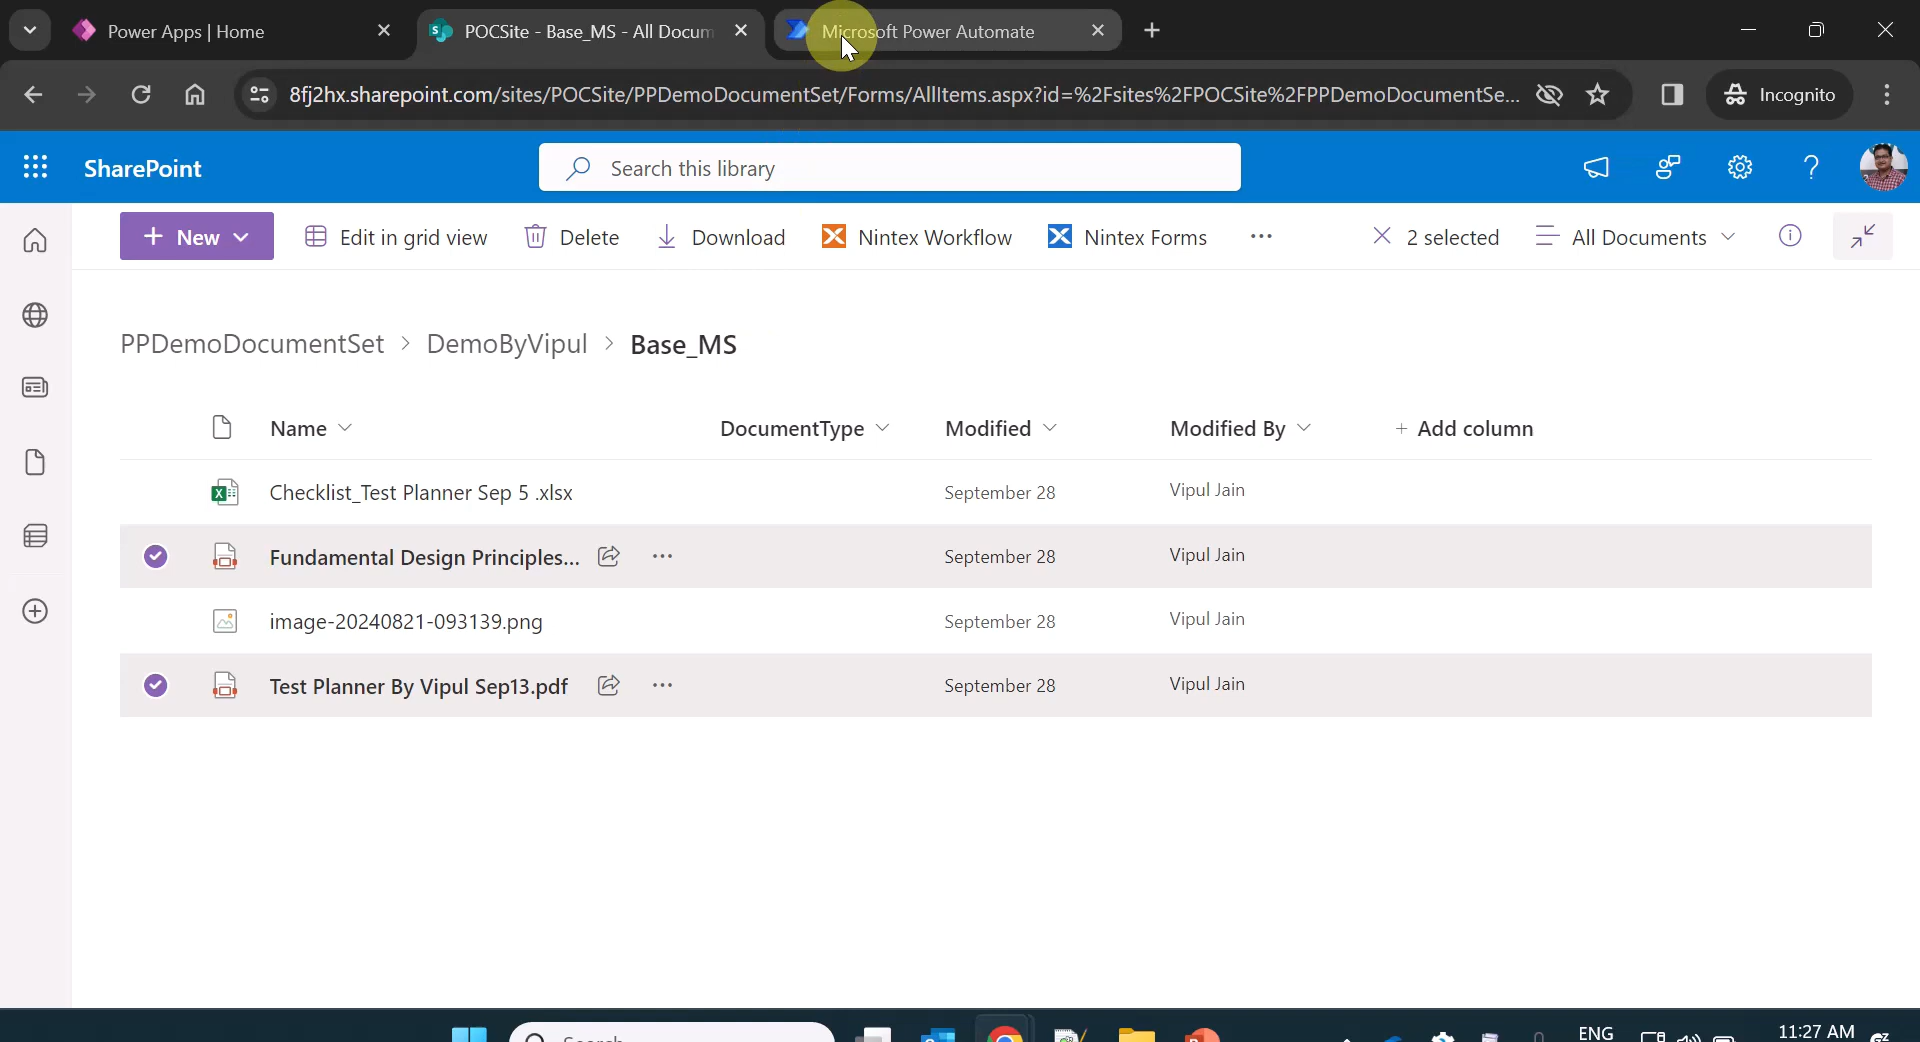 Power Apps | Home
POCSite - Base_MS - All Docum
Microsoft Power Automate
8fj2hx.sharepoint.com/sites/POCSite/PPDemoDocumentSet/Forms/AllItems.aspx?id=%2Fsites%2FPOCSite%2FPPDemoDocumentSe...
Incognito
SharePoint
Search this library
New
Edit in grid view
Delete
Download
Nintex Workflow
Nintex Forms
2 selected
All Documents
PPDemoDocumentSet > DemoByVipul > Base_MS
Name DocumentType Modified Modified By + Add column
Checklist_Test Planner Sep 5 .xlsx September 28 Vipul Jain
Fundamental Design Principles... September 28 Vipul Jain
image-20240821-093139.png September 28 Vipul Jain
Test Planner By Vipul Sep13.pdf September 28 Vipul Jain
Search
ENG
11:27 AM